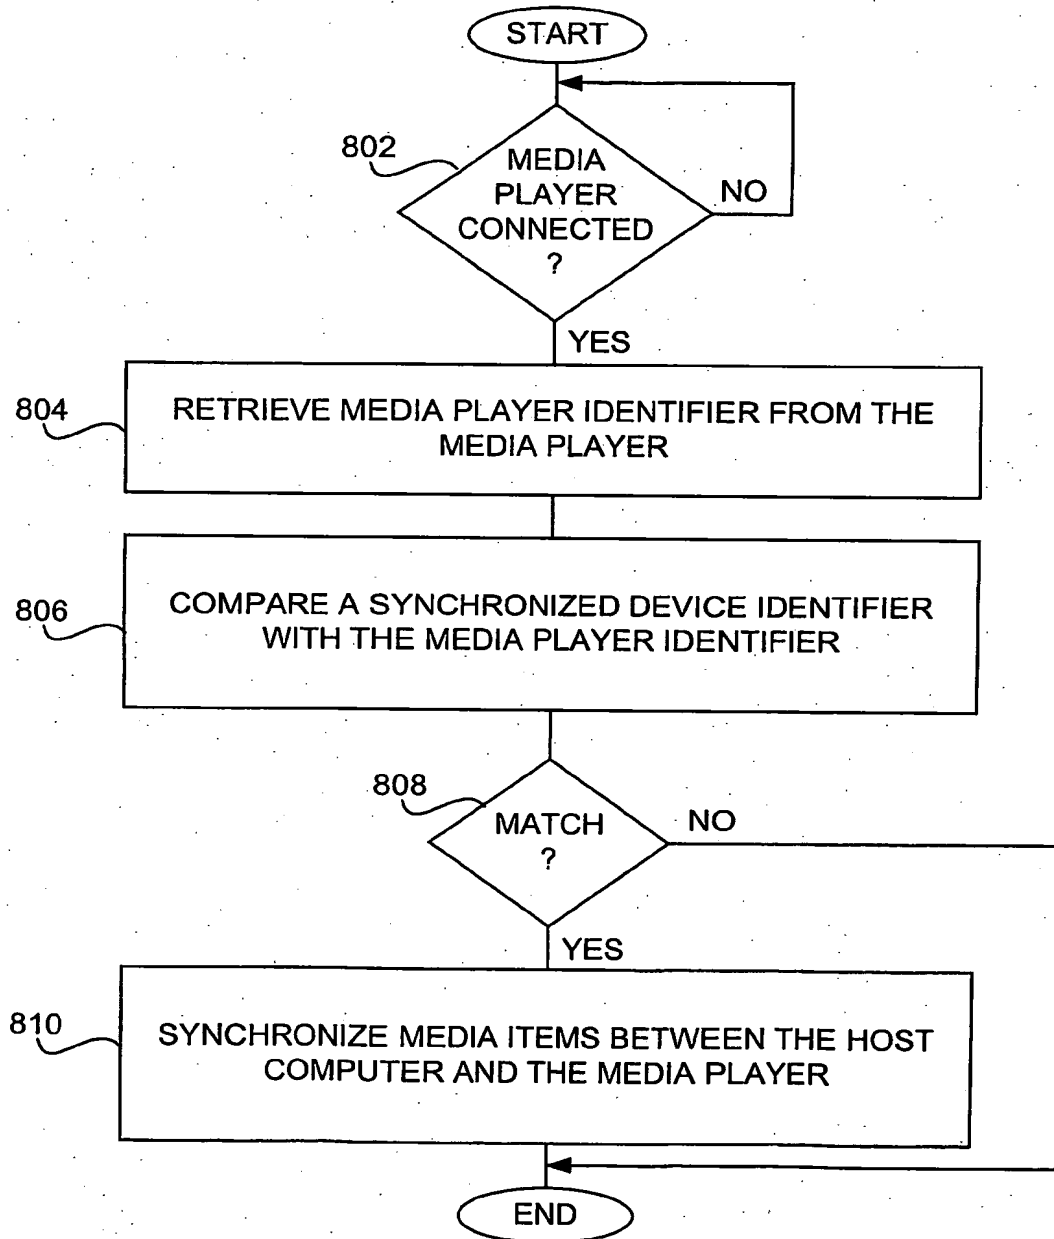 START
802
MEDIA
PLAYER
CONNECTED
?
NO
YES
804
RETRIEVE MEDIA PLAYER IDENTIFIER FROM THE
MEDIA PLAYER
806
COMPARE A SYNCHRONIZED DEVICE IDENTIFIER
WITH THE MEDIA PLAYER IDENTIFIER
808
MATCH
?
NO
YES
810
SYNCHRONIZE MEDIA ITEMS BETWEEN THE HOST
COMPUTER AND THE MEDIA PLAYER
END